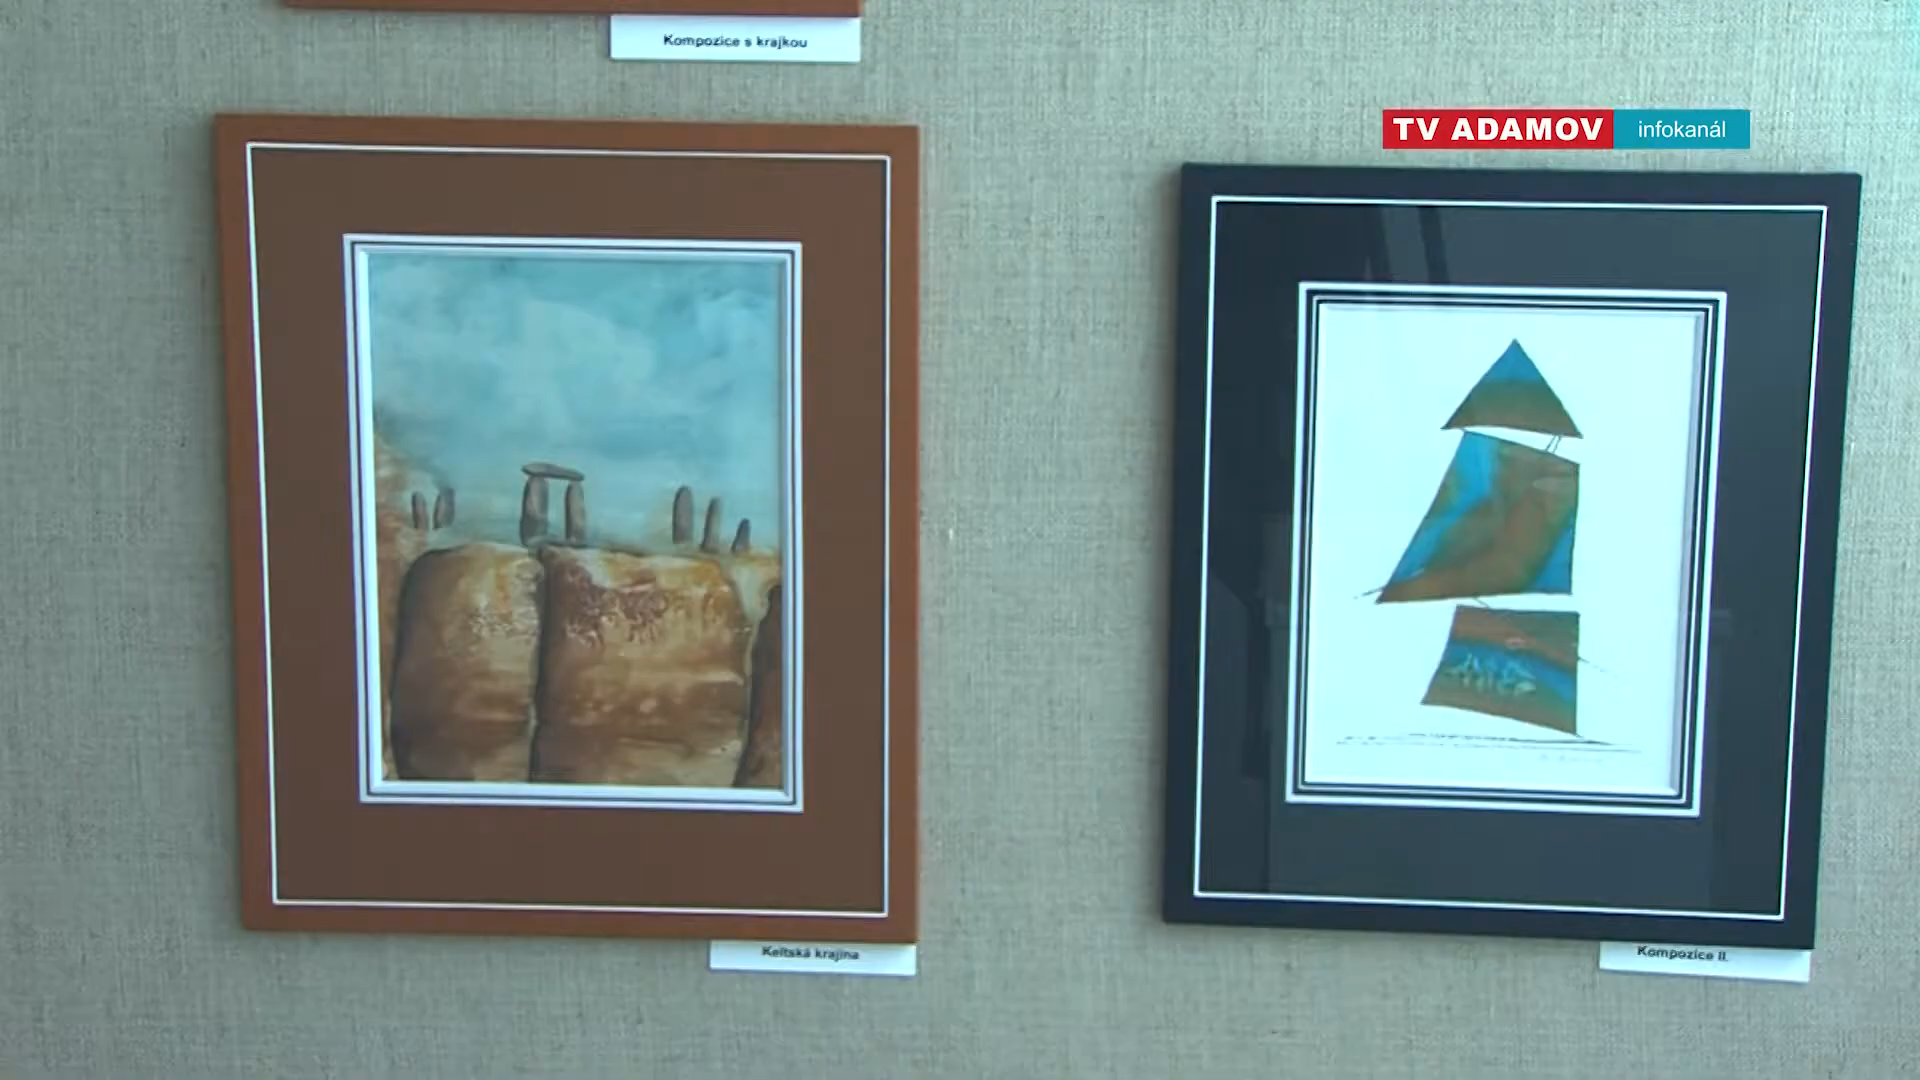 Kompozice s krajkou
TV ADAMOV infokanál
Keltská krajina
Kompozice II.